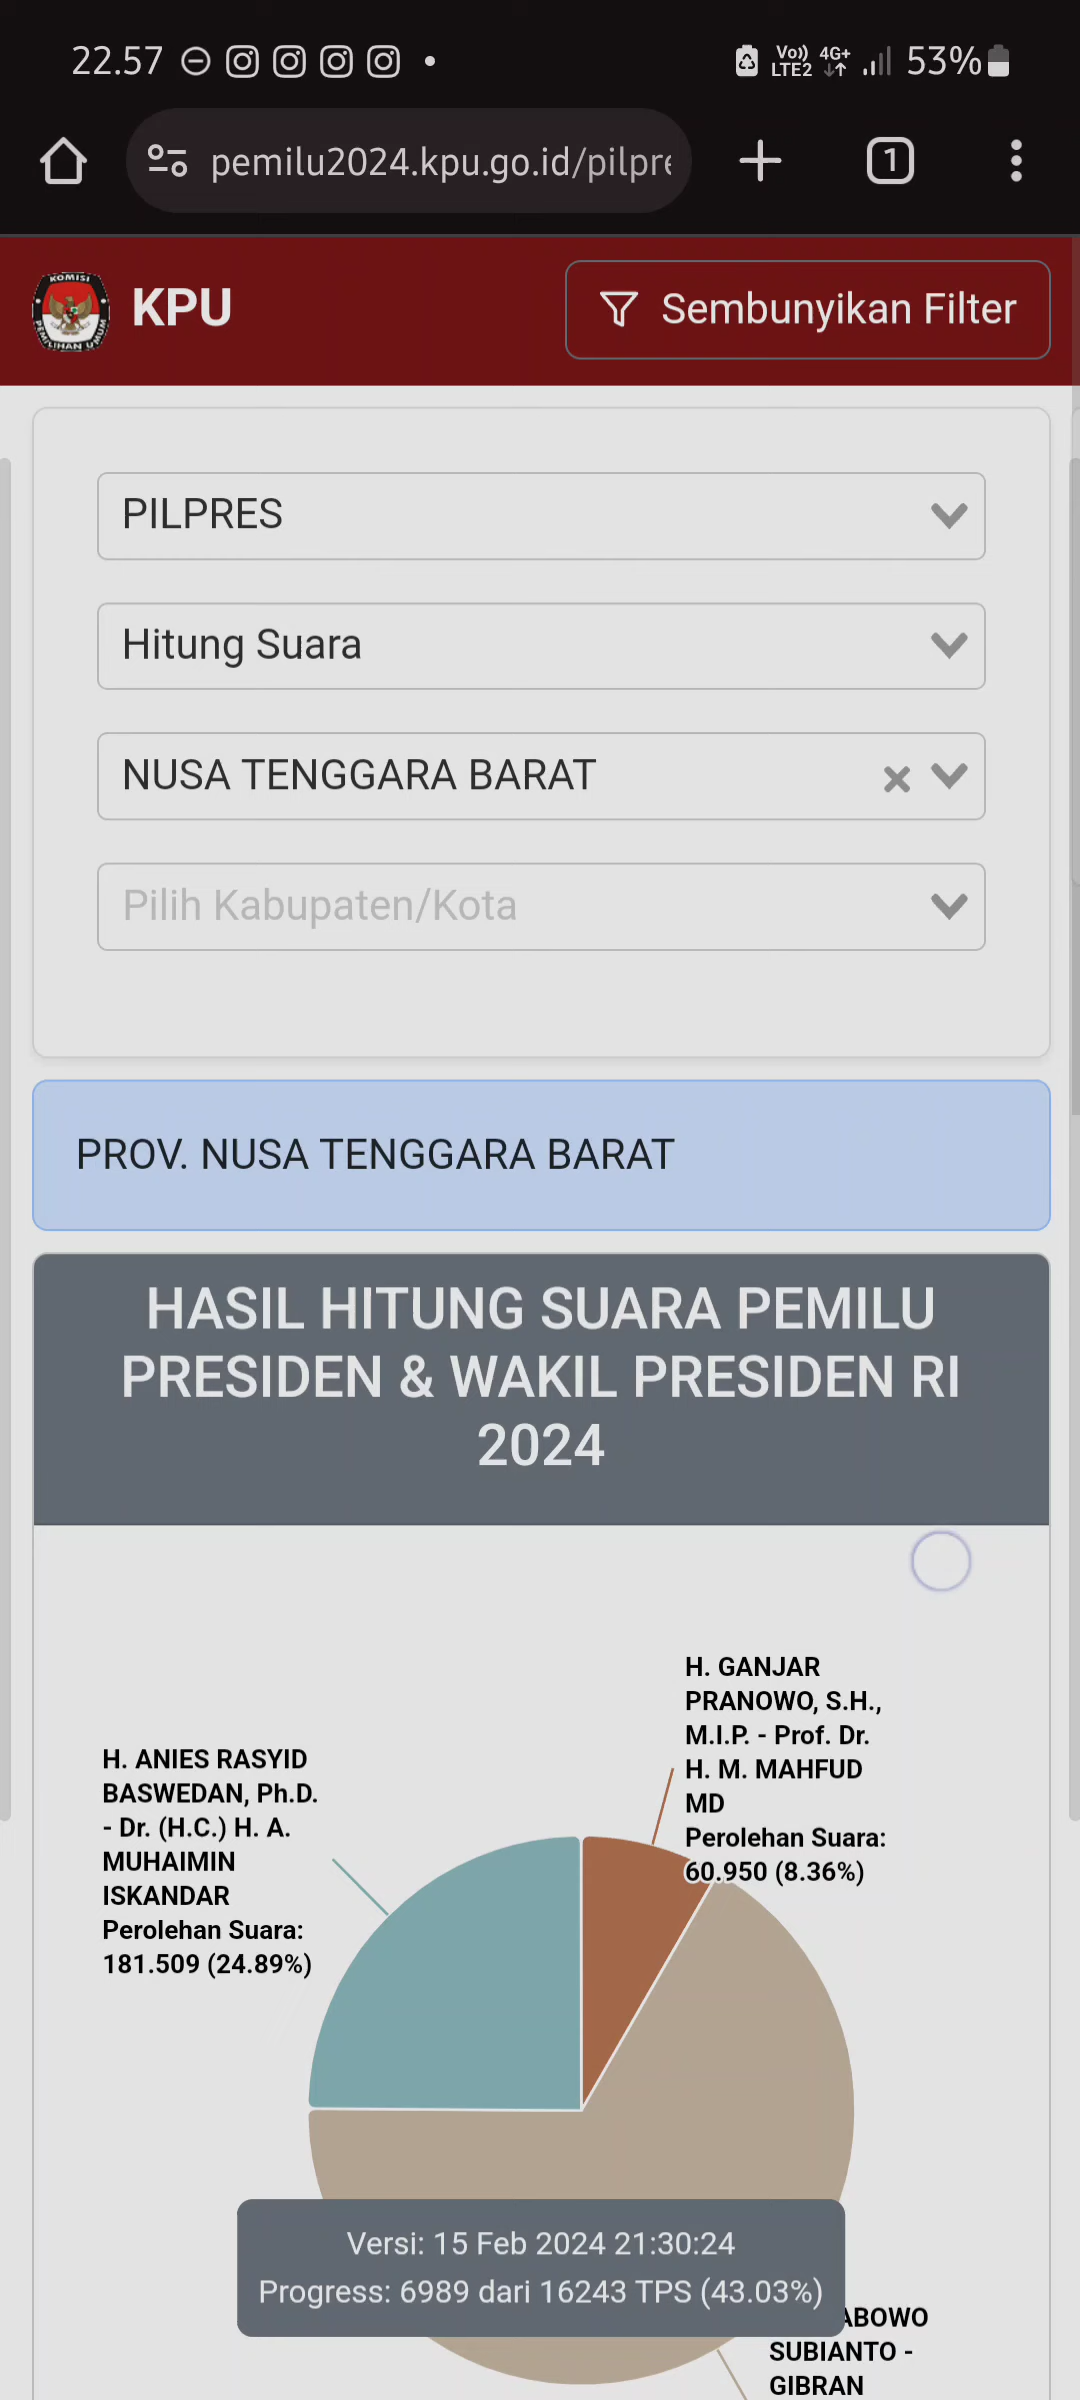 22.57
Vo)) LTE2 4G+ 53%
pemilu2024.kpu.go.id/pilpre
1
KOMISI
PEMILIHAN UMUM
KPU
Sembunyikan Filter
PILPRES
Hitung Suara
NUSA TENGGARA BARAT
Pilih Kabupaten/Kota
PROV. NUSA TENGGARA BARAT
HASIL HITUNG SUARA PEMILU
PRESIDEN & WAKIL PRESIDEN RI
2024
H. GANJAR
PRANOWO, S.H.,
M.I.P. - Prof. Dr.
H. M. MAHFUD
MD
Perolehan Suara:
60.950 (8.36%)
H. ANIES RASYID
BASWEDAN, Ph.D.
- Dr. (H.C.) H. A.
MUHAIMIN
ISKANDAR
Perolehan Suara:
181.509 (24.89%)
Versi: 15 Feb 2024 21:30:24
Progress: 6989 dari 16243 TPS (43.03%)
ABOWO
SUBIANTO -
GIBRAN